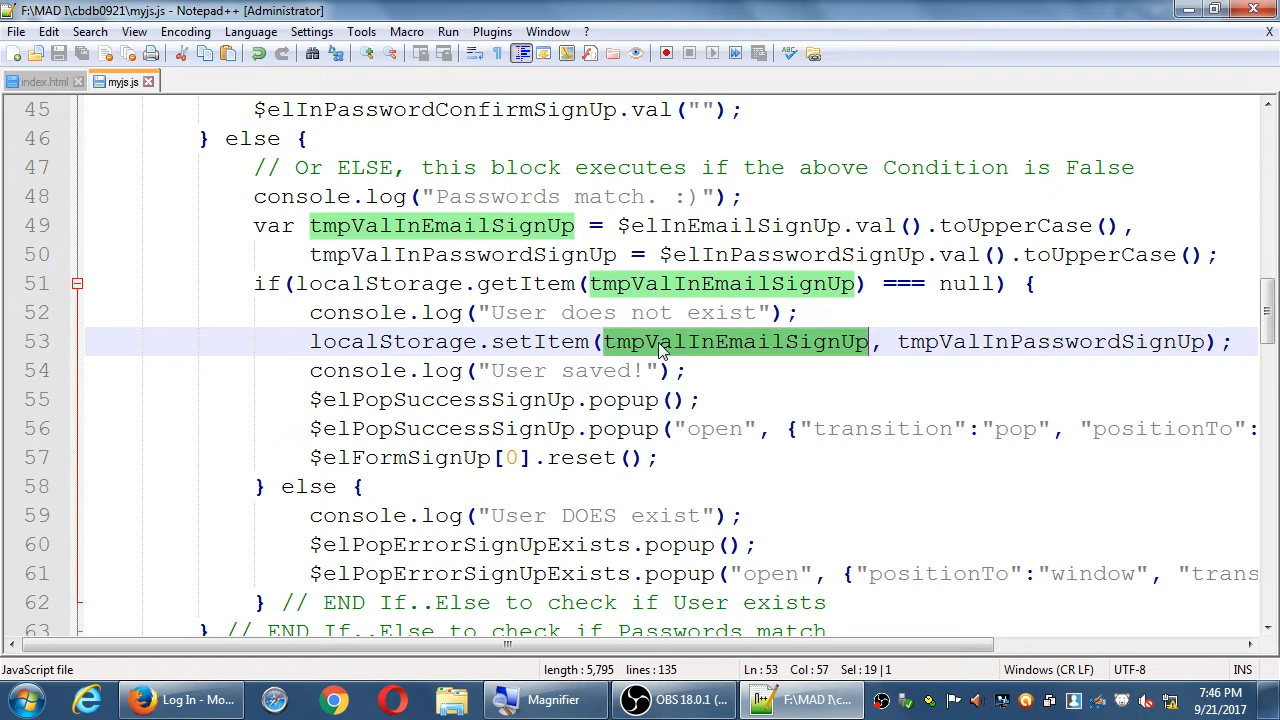 F:\MAD I\cbdb0921\myjs.js - Notepad++ [Administrator]
File Edit Search View Encoding Language Settings Tools Macro Run Plugins Window ? X
index.html myjs.js
45 $elInPasswordConfirmSignUp.val("");
46 } else {
47 // Or ELSE, this block executes if the above Condition is False
48 console.log("Passwords match. :)");
49 var tmpValInEmailSignUp = $elInEmailSignUp.val().toUpperCase(),
50 tmpValInPasswordSignUp = $elInPasswordSignUp.val().toUpperCase();
51 if(localStorage.getItem(tmpValInEmailSignUp) === null) {
52 console.log("User does not exist");
53 localStorage.setItem(tmpValInEmailSignUp, tmpValInPasswordSignUp);
54 console.log("User saved!");
55 $elPopSuccessSignUp.popup();
56 $elPopSuccessSignUp.popup("open", {"transition":"pop", "positionTo":
57 $elFormSignUp[0].reset();
58 } else {
59 console.log("User DOES exist");
60 $elPopErrorSignUpExists.popup();
61 $elPopErrorSignUpExists.popup("open", {"positionTo":"window", "trans
62 } // END If..Else to check if User exists
63 } // END If..Else to check if Passwords match
JavaScript file length : 5,795 lines : 135 Ln : 53 Col : 57 Sel : 19 | 1 Windows (CR LF) UTF-8 INS
Log In - Mo... Magnifier OBS 18.0.1 (... F:\MAD I\c... 7:46 PM
9/21/2017